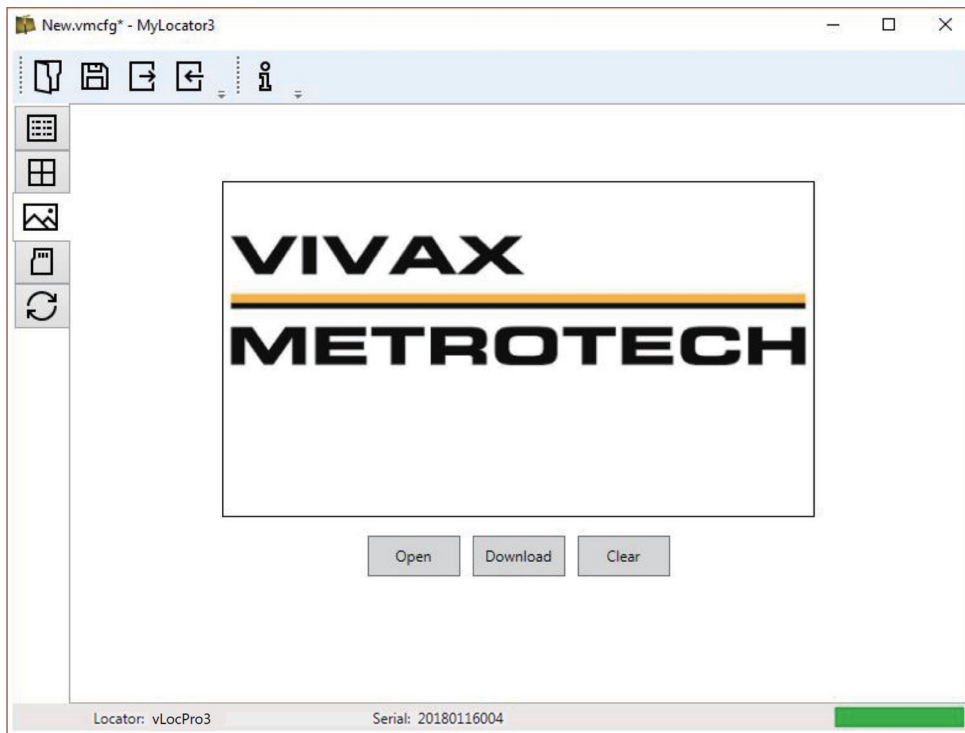 New.vmcfg* - MyLocator3
VIVAX
METROTECH
Open Download Clear
Locator: vLocPro3 Serial: 20180116004